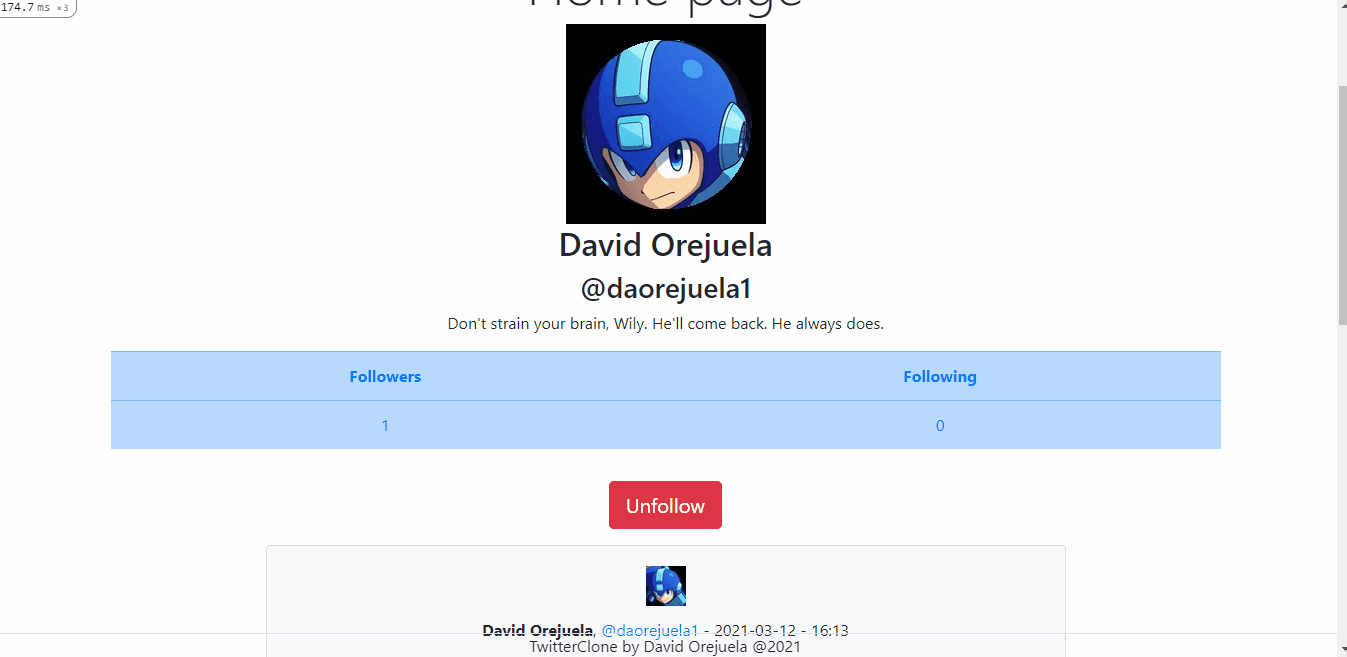 174.7 ms ×3
Home page
David Orejuela
@daorejuela1
Don't strain your brain, Wily. He'll come back. He always does.
Followers Following
1 0
Unfollow
David Orejuela, @daorejuela1 - 2021-03-12 - 16:13
TwitterClone by David Orejuela @2021